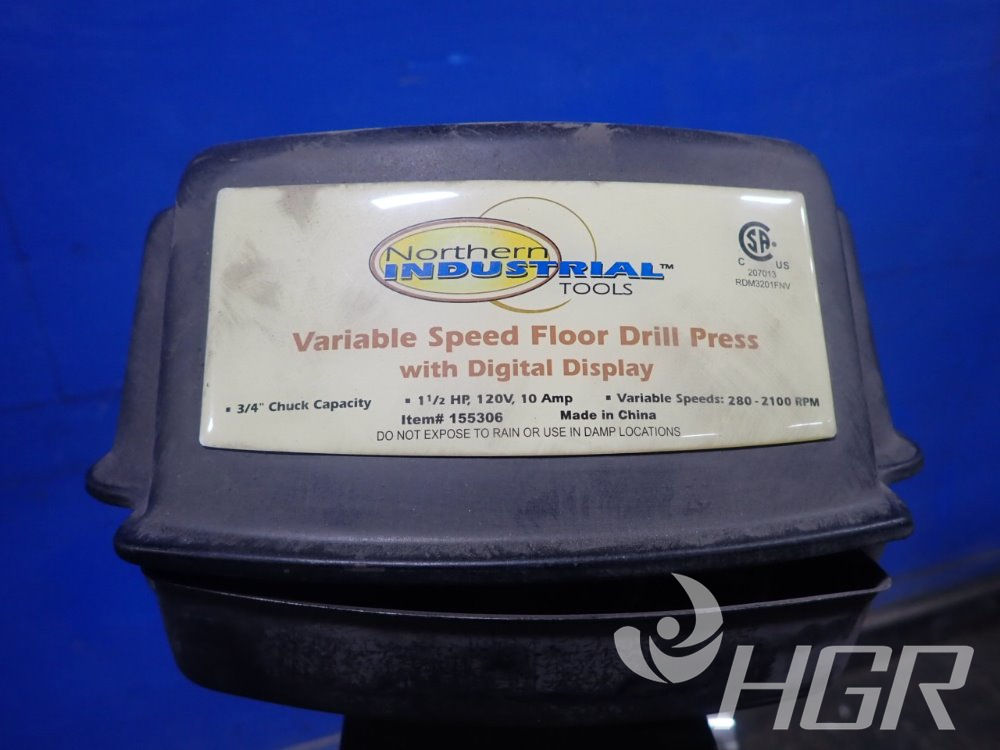 Northern
INDUSTRIAL™
TOOLS
CSA®
C US
207013
RDM3201FNV
Variable Speed Floor Drill Press
with Digital Display
▪ 3/4" Chuck Capacity ▪ 1 1/2 HP, 120V, 10 Amp ▪ Variable Speeds: 280 - 2100 RPM
Item# 155306 Made in China
DO NOT EXPOSE TO RAIN OR USE IN DAMP LOCATIONS
HGR